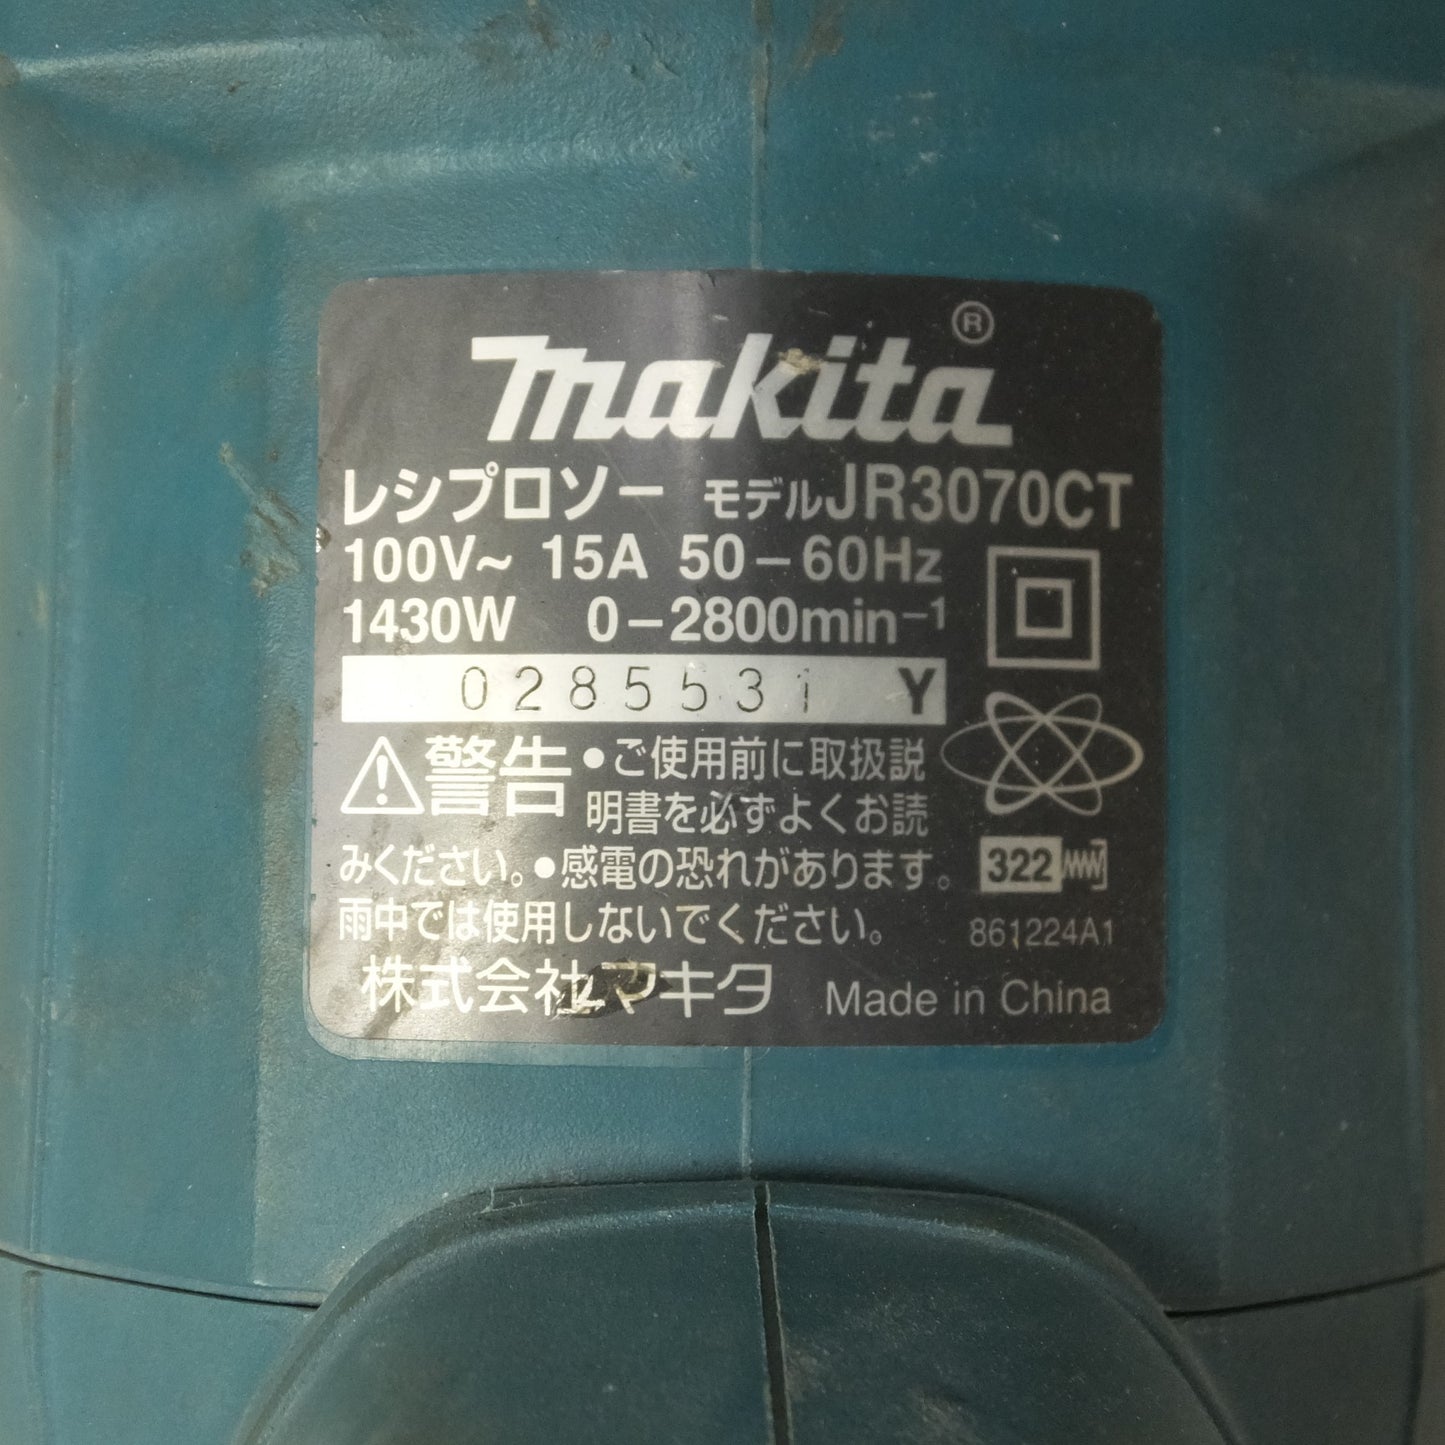 makita®
レシプロソー モデルJR3070CT
100V~ 15A 50–60Hz
1430W 0–2800min⁻¹
0285531 Y
警告 ●ご使用前に取扱説
明書を必ずよくお読
みください。●感電の恐れがあります。
雨中では使用しないでください。
322
861224A1
株式会社マキタ Made in China